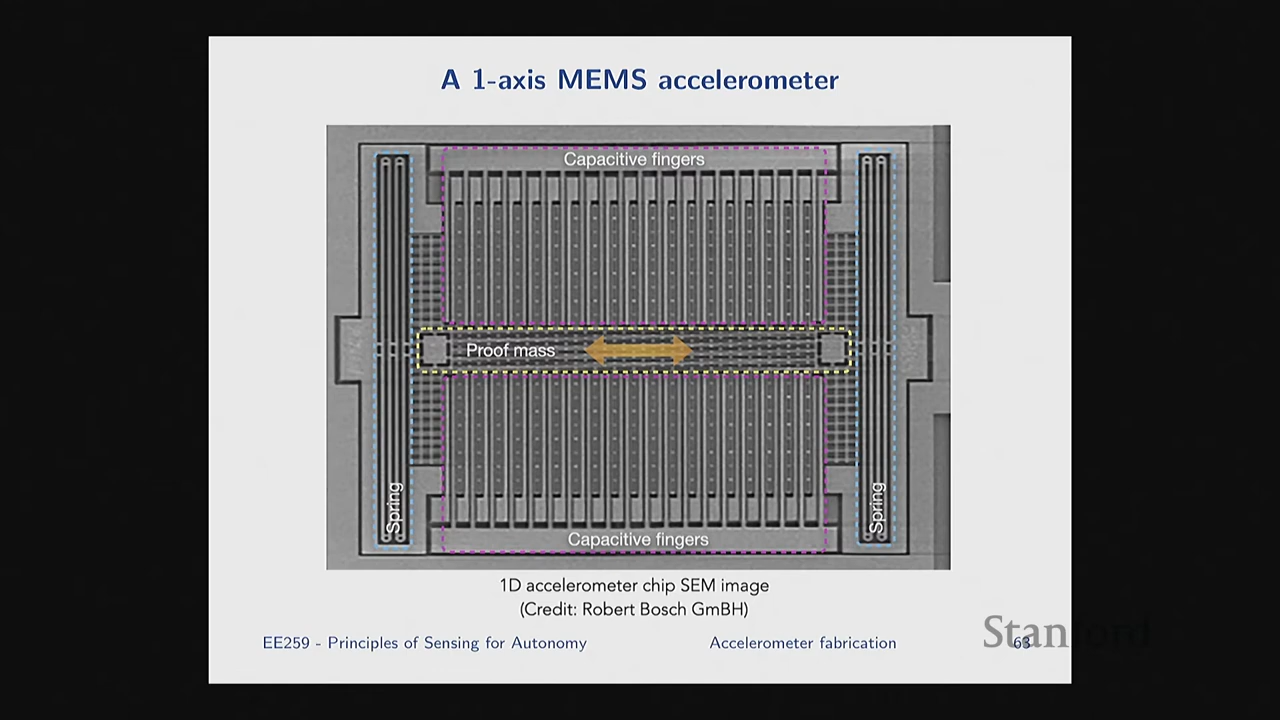 A 1-axis MEMS accelerometer
Capacitive fingers
Proof mass
Spring
Spring
Capacitive fingers
1D accelerometer chip SEM image
(Credit: Robert Bosch GmBH)
EE259 - Principles of Sensing for Autonomy
Accelerometer fabrication
63
Stanford